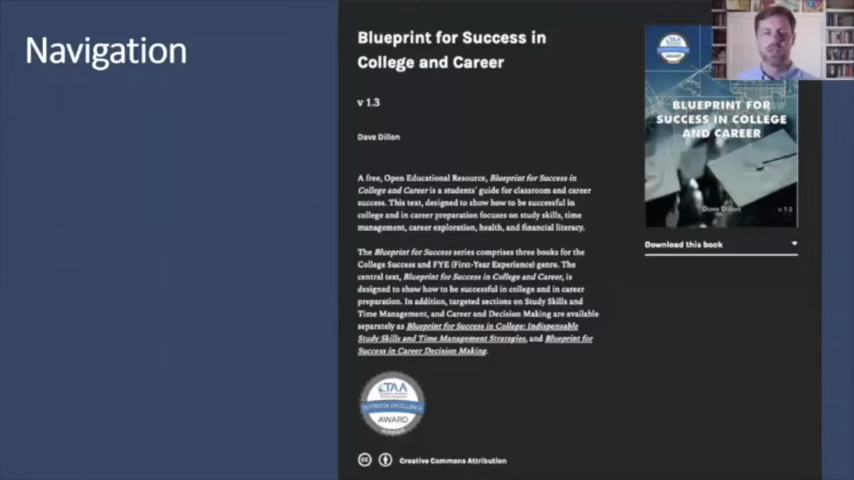 Navigation
Blueprint for Success in
College and Career
v 1.3
Dave Dillon
A free, Open Educational Resource, Blueprint for Success in
College and Career is a students' guide for classroom and career
success. This text, designed to show how to be successful in
college and in career preparation focuses on study skills, time
management, career exploration, health, and financial literacy.
The Blueprint for Success series comprises three books for the
College Success and FYE (First-Year Experience) genre. The
central text, Blueprint for Success in College and Career, is
designed to show how to be successful in college and in career
preparation. In addition, targeted sections on Study Skills and
Time Management, and Career and Decision Making are available
separately as Blueprint for Success in College: Indispensable
Study Skills and Time Management Strategies, and Blueprint for
Success in Career Decision Making.
TAA
TEXTBOOK EXCELLENCE
AWARD
Creative Commons Attribution
TAA
AWARD
BLUEPRINT FOR
SUCCESS IN COLLEGE
AND CAREER
Dave Dillon
Download this book